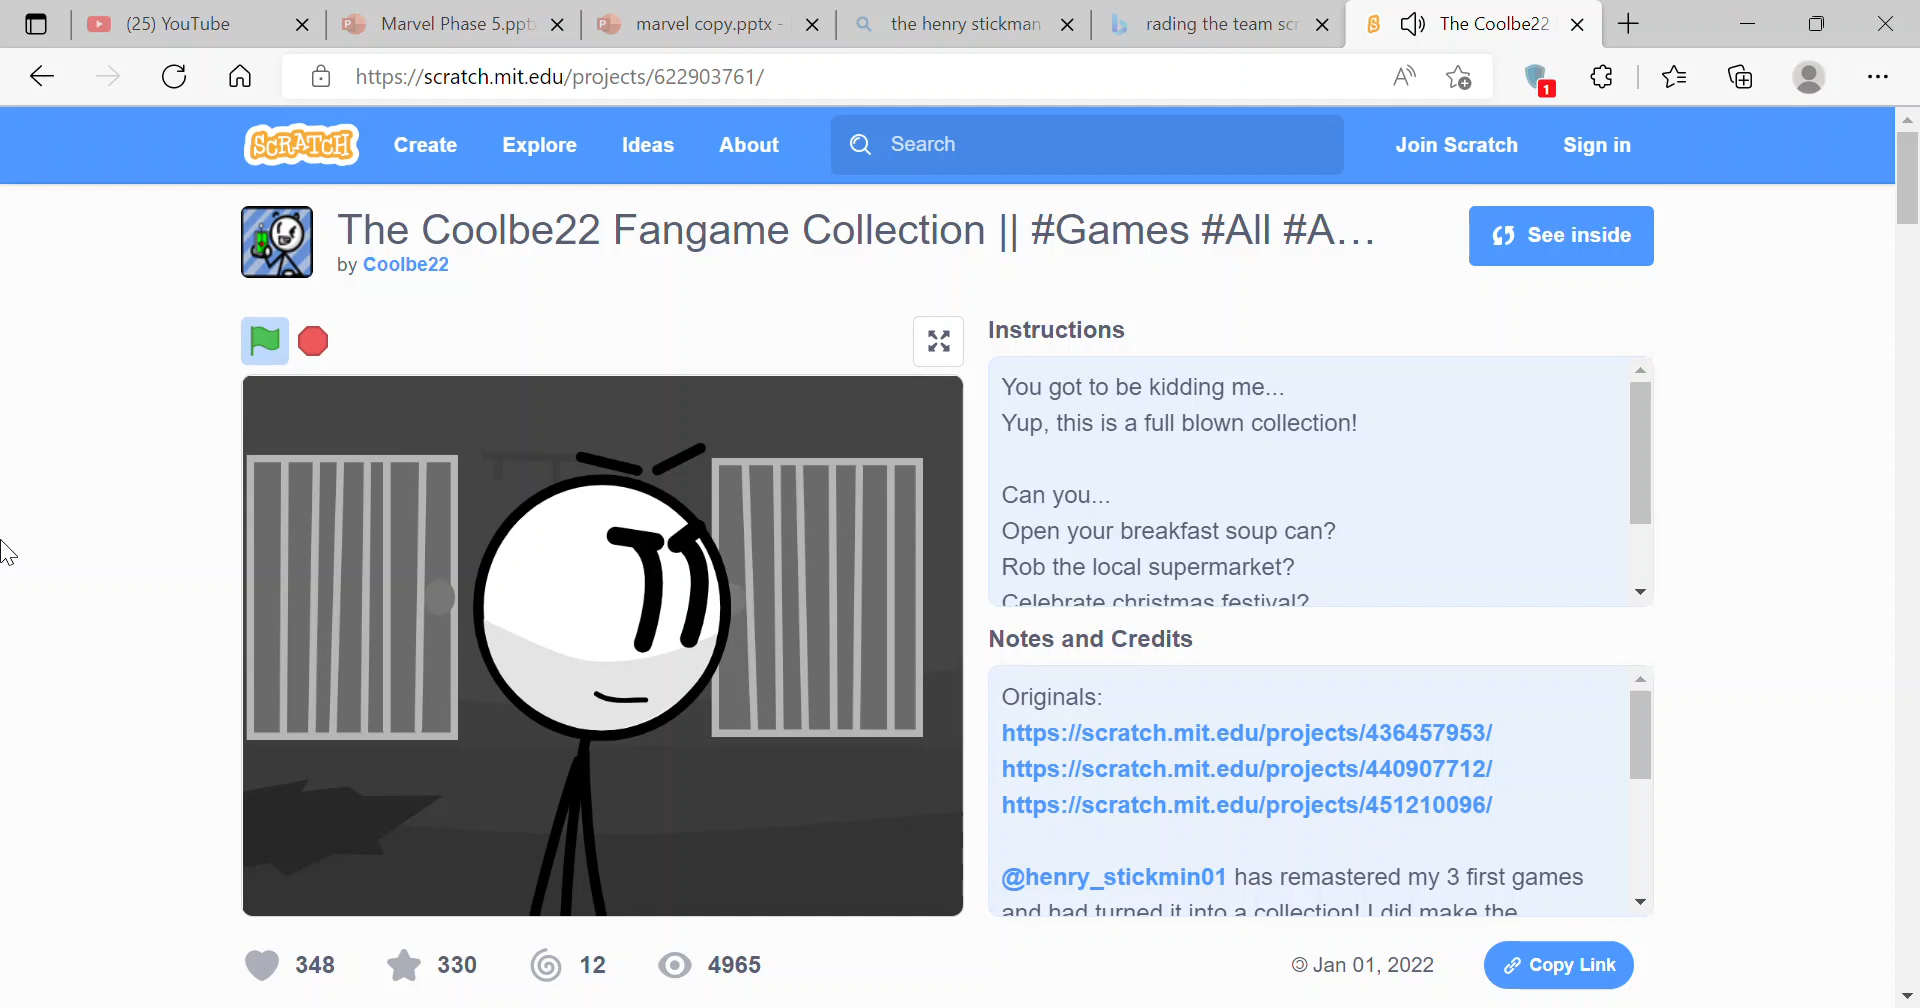 (25) YouTube
Marvel Phase 5.ppt
marvel copy.pptx -
the henry stickman
rading the team scr
The Coolbe22
https://scratch.mit.edu/projects/622903761/
1
SCRATCH
Create
Explore
Ideas
About
Search
Join Scratch
Sign in
The Coolbe22 Fangame Collection || #Games #All #A...
See inside
by Coolbe22
Instructions
You got to be kidding me...
Yup, this is a full blown collection!
Can you...
Open your breakfast soup can?
Rob the local supermarket?
Celebrate christmas festival?
Notes and Credits
Originals:
https://scratch.mit.edu/projects/436457953/
https://scratch.mit.edu/projects/440907712/
https://scratch.mit.edu/projects/451210096/
@henry_stickmin01 has remastered my 3 first games
and had turned it into a collection! I did make the
348
330
12
4965
Jan 01, 2022
Copy Link